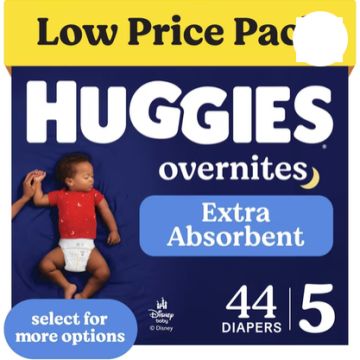 Low Price Pac
HUGGIES
overnites
Extra
Absorbent
Disney
baby
© Disney
44
DIAPERS
5
select for
more options